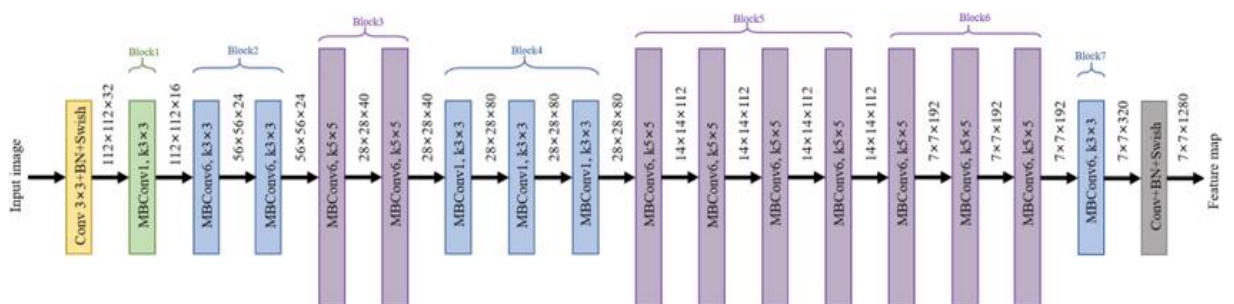 Block1
Block2
Block3
Block4
Block5
Block6
Block7
Input image
Conv 3×3+BN+Swish
112×112×32
MBConv1, k3×3
112×112×16
MBConv6, k3×3
56×56×24
MBConv6, k3×3
56×56×24
MBConv6, k5×5
28×28×40
MBConv6, k5×5
28×28×40
MBConv1, k3×3
28×28×80
MBConv1, k3×3
28×28×80
MBConv1, k3×3
28×28×80
MBConv6, k5×5
14×14×112
MBConv6, k5×5
14×14×112
MBConv6, k5×5
14×14×112
MBConv6, k5×5
14×14×112
MBConv6, k5×5
7×7×192
MBConv6, k5×5
7×7×192
MBConv6, k5×5
7×7×192
MBConv6, k3×3
7×7×320
Conv+BN+Swish
7×7×1280
Feature map